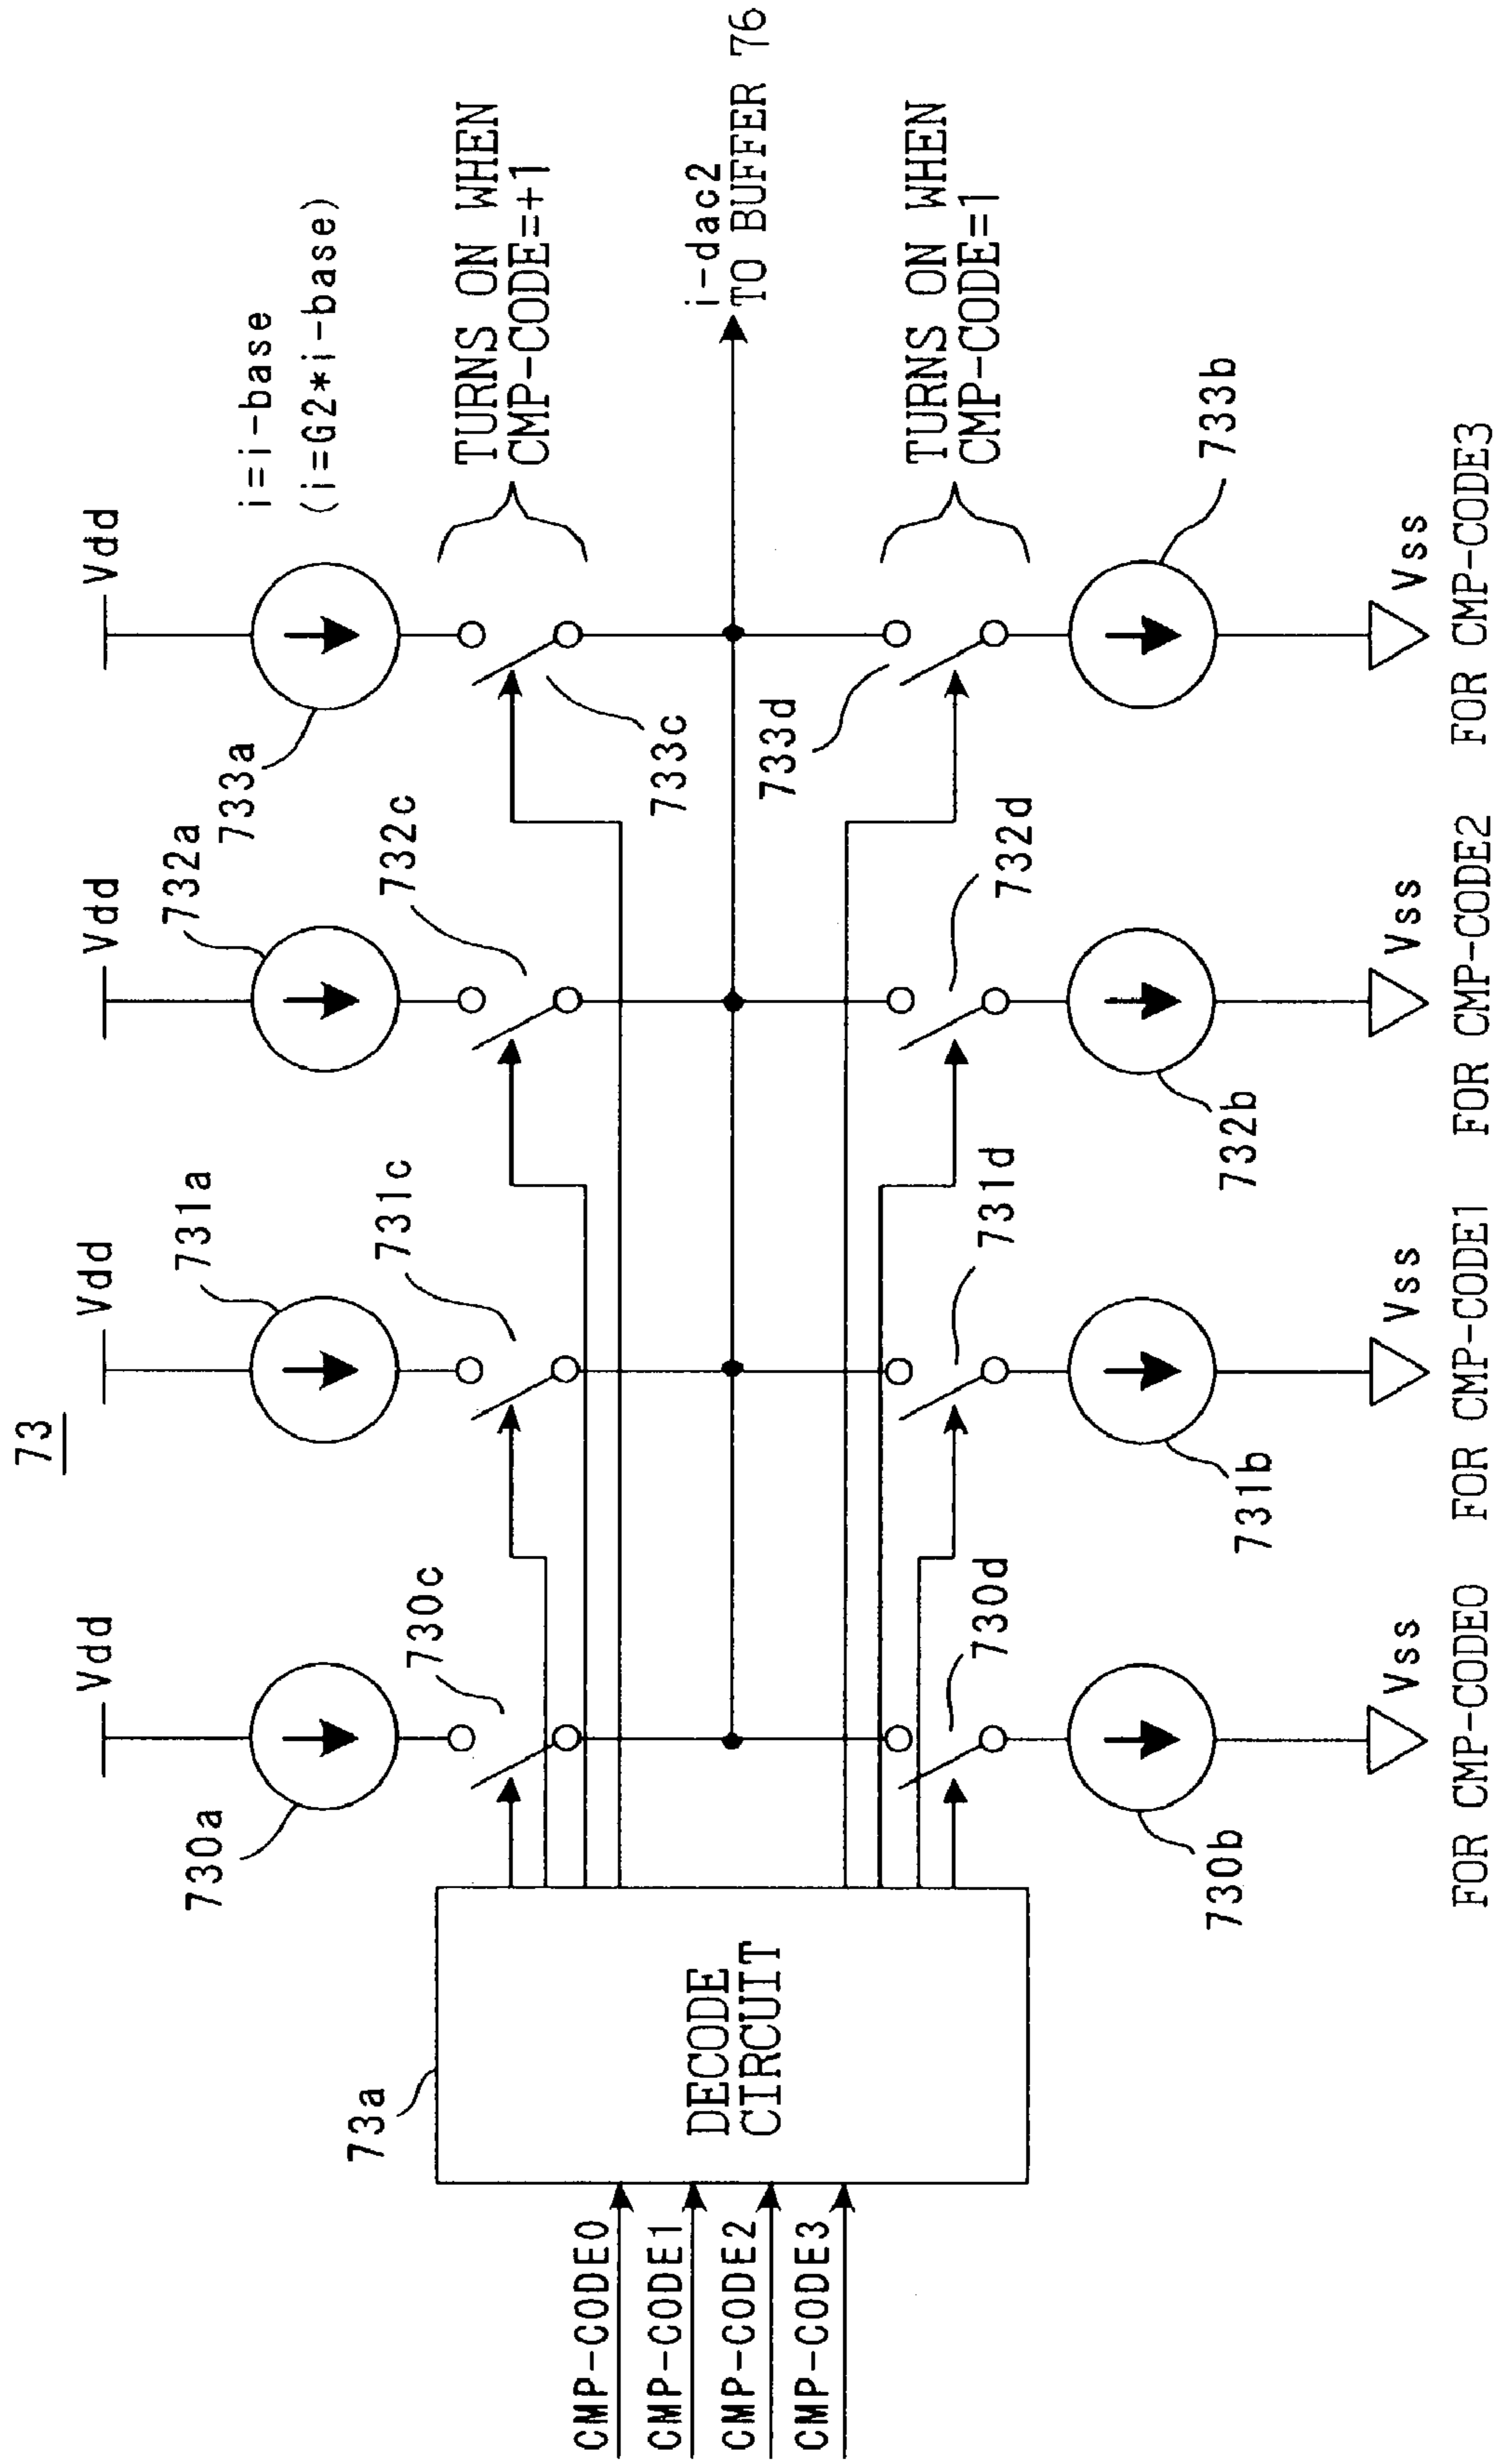 73
Vdd
Vdd
Vdd
Vdd
730a
731a
732a
733a
i=i-base
(i=G2*i-base)
730c
731c
732c
733c
TURNS ON WHEN
CMP-CODE=+1
73a
DECODE
CIRCUIT
CMP-CODE0
CMP-CODE1
CMP-CODE2
CMP-CODE3
i-dac2
TO BUFFER 76
730d
731d
732d
733d
TURNS ON WHEN
CMP-CODE=1
730b
731b
732b
733b
Vss
Vss
Vss
Vss
FOR CMP-CODE0
FOR CMP-CODE1
FOR CMP-CODE2
FOR CMP-CODE3